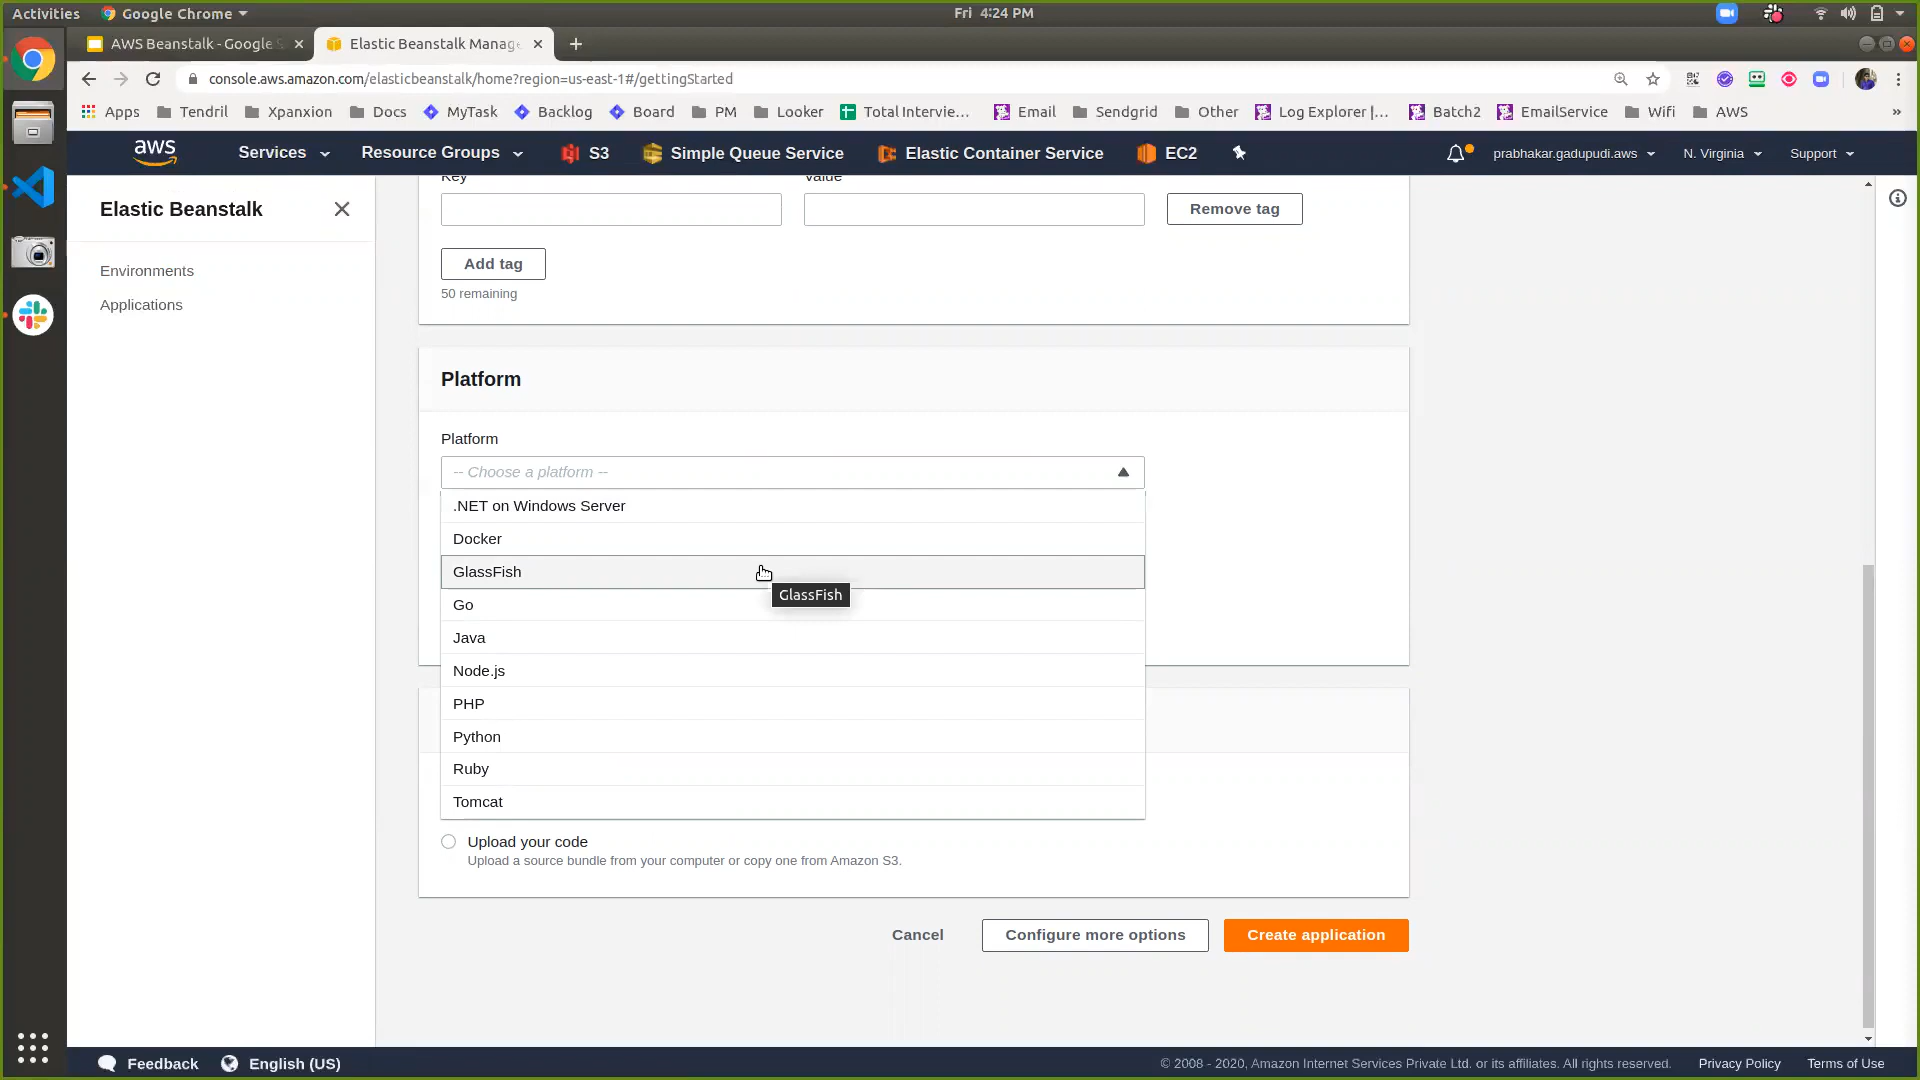 Activities
Google Chrome
Fri 4:24 PM
AWS Beanstalk - Google S
Elastic Beanstalk Manag
console.aws.amazon.com/elasticbeanstalk/home?region=us-east-1#/gettingStarted
Apps
Tendril
Xpanxion
Docs
MyTask
Backlog
Board
PM
Looker
Total Intervie...
Email
Sendgrid
Other
Log Explorer |...
Batch2
EmailService
Wifi
AWS
»
aws
Services
Resource Groups
S3
Simple Queue Service
Elastic Container Service
EC2
prabhakar.gadupudi.aws
N. Virginia
Support
Elastic Beanstalk
Environments
Applications
Key
Value
Remove tag
Add tag
50 remaining
Platform
Platform
-- Choose a platform --
.NET on Windows Server
Docker
GlassFish
GlassFish
Go
Java
Node.js
PHP
Python
Ruby
Tomcat
Upload your code
Upload a source bundle from your computer or copy one from Amazon S3.
Cancel
Configure more options
Create application
Feedback
English (US)
© 2008 - 2020, Amazon Internet Services Private Ltd. or its affiliates. All rights reserved.
Privacy Policy
Terms of Use